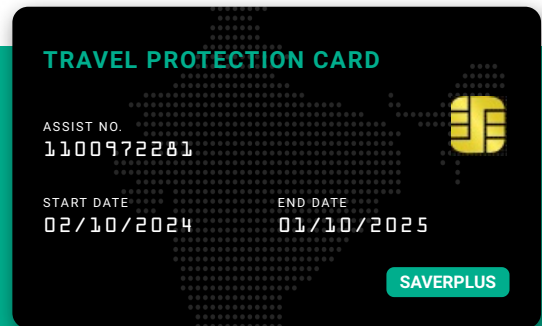 TRAVEL PROTECTION CARD
ASSIST NO.
1100972281
START DATE
02/10/2024
END DATE
01/10/2025
SAVERPLUS